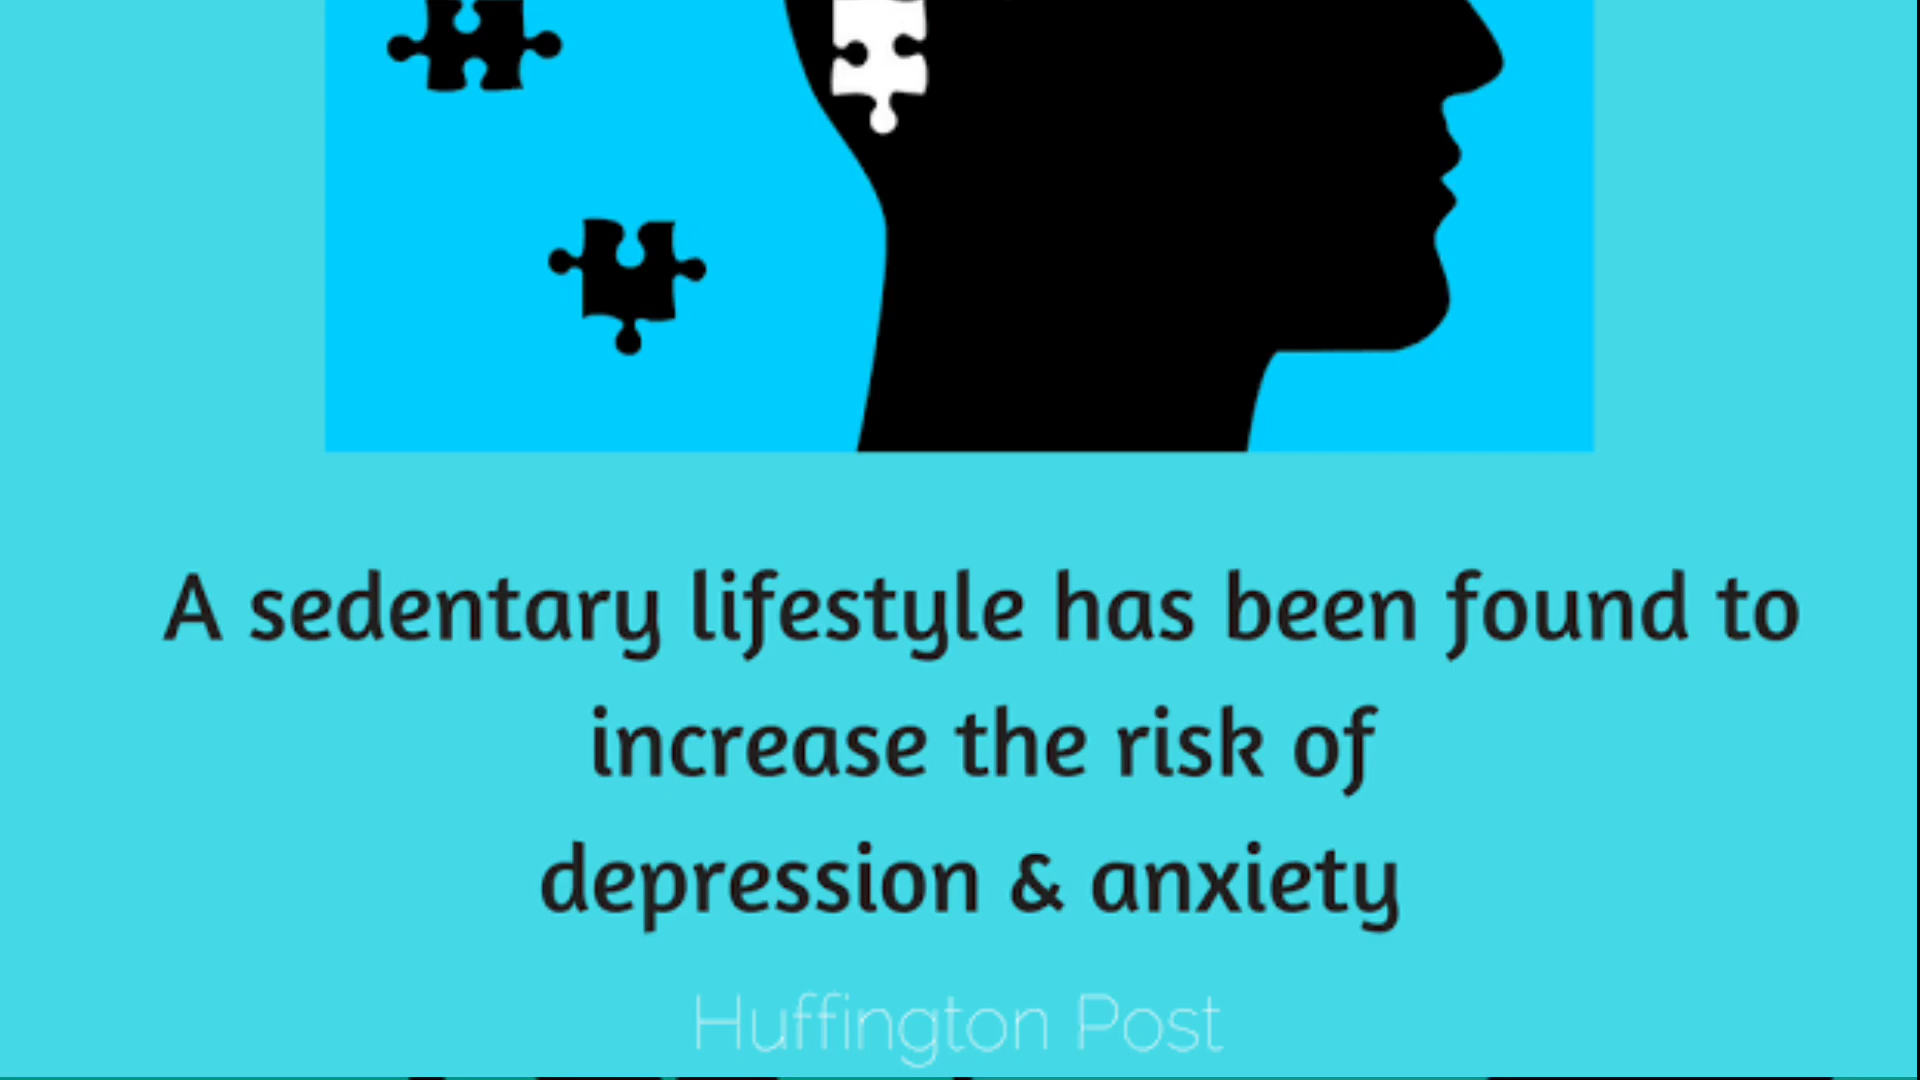 A sedentary lifestyle has been found to
increase the risk of
depression & anxiety
Huffington Post